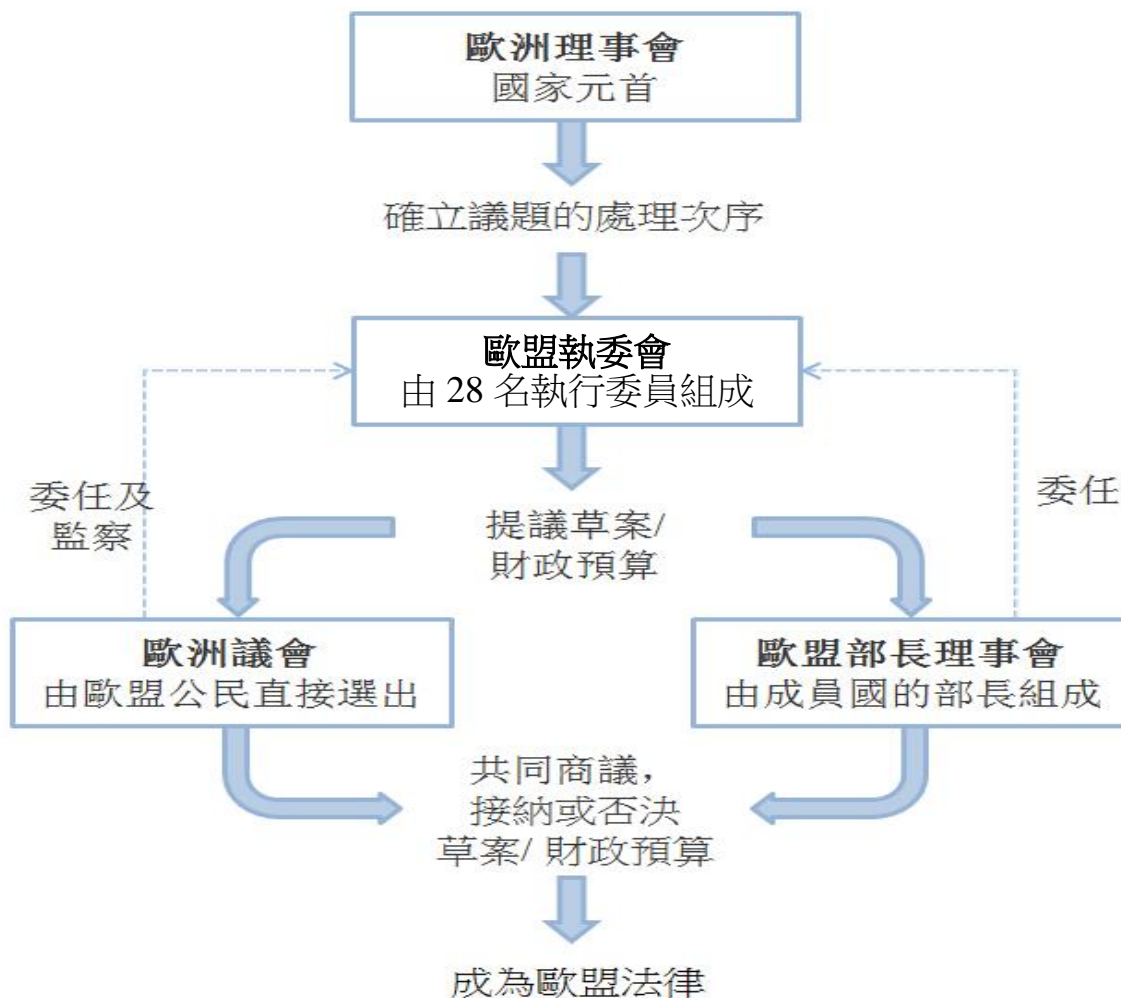 歐洲理事會
國家元首
確立議題的處理次序
歐盟執委會
由 28 名執行委員組成
委任及
監察
委任
提議草案/
財政預算
歐洲議會
由歐盟公民直接選出
歐盟部長理事會
由成員國的部長組成
共同商議，
接納或否決
草案/ 財政預算
成為歐盟法律